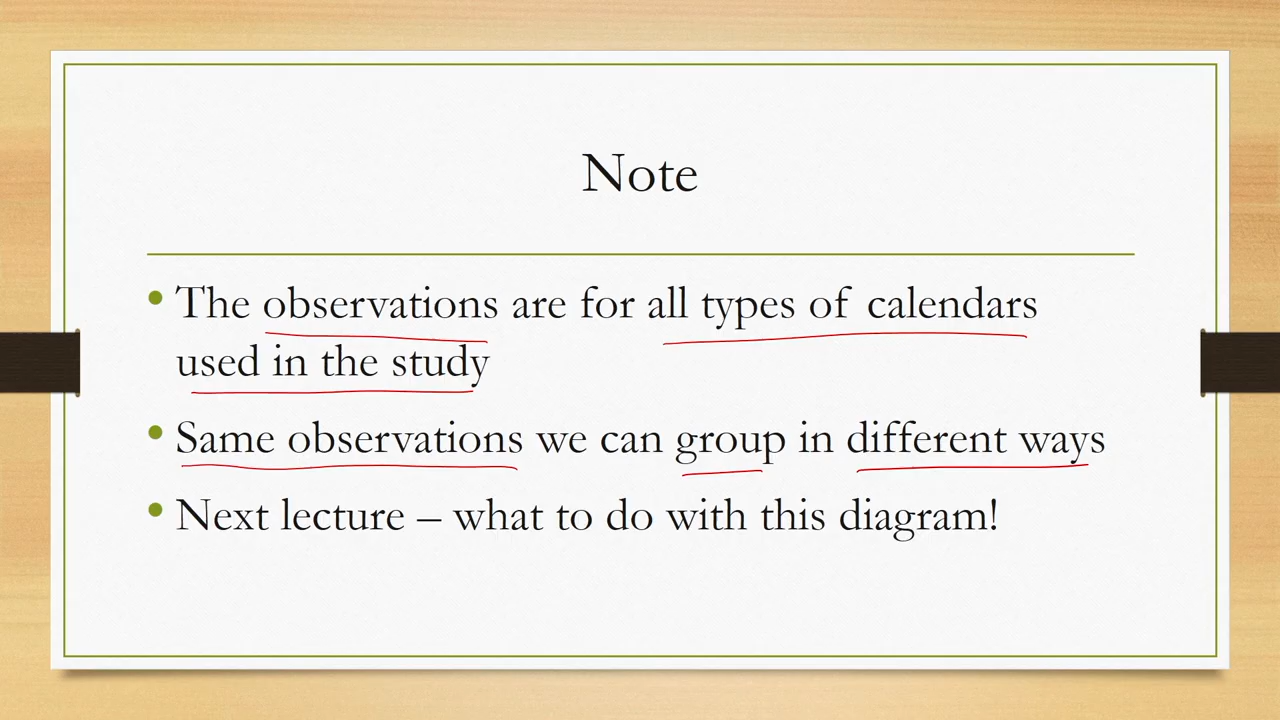 Note
• The observations are for all types of calendars
used in the study
• Same observations we can group in different ways
• Next lecture – what to do with this diagram!